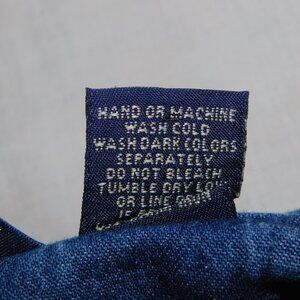 HAND OR MACHINE
WASH COLD
WASH DARK COLORS
SEPARATELY
DO NOT BLEACH
TUMBLE DRY LOW
OR LINE DRY